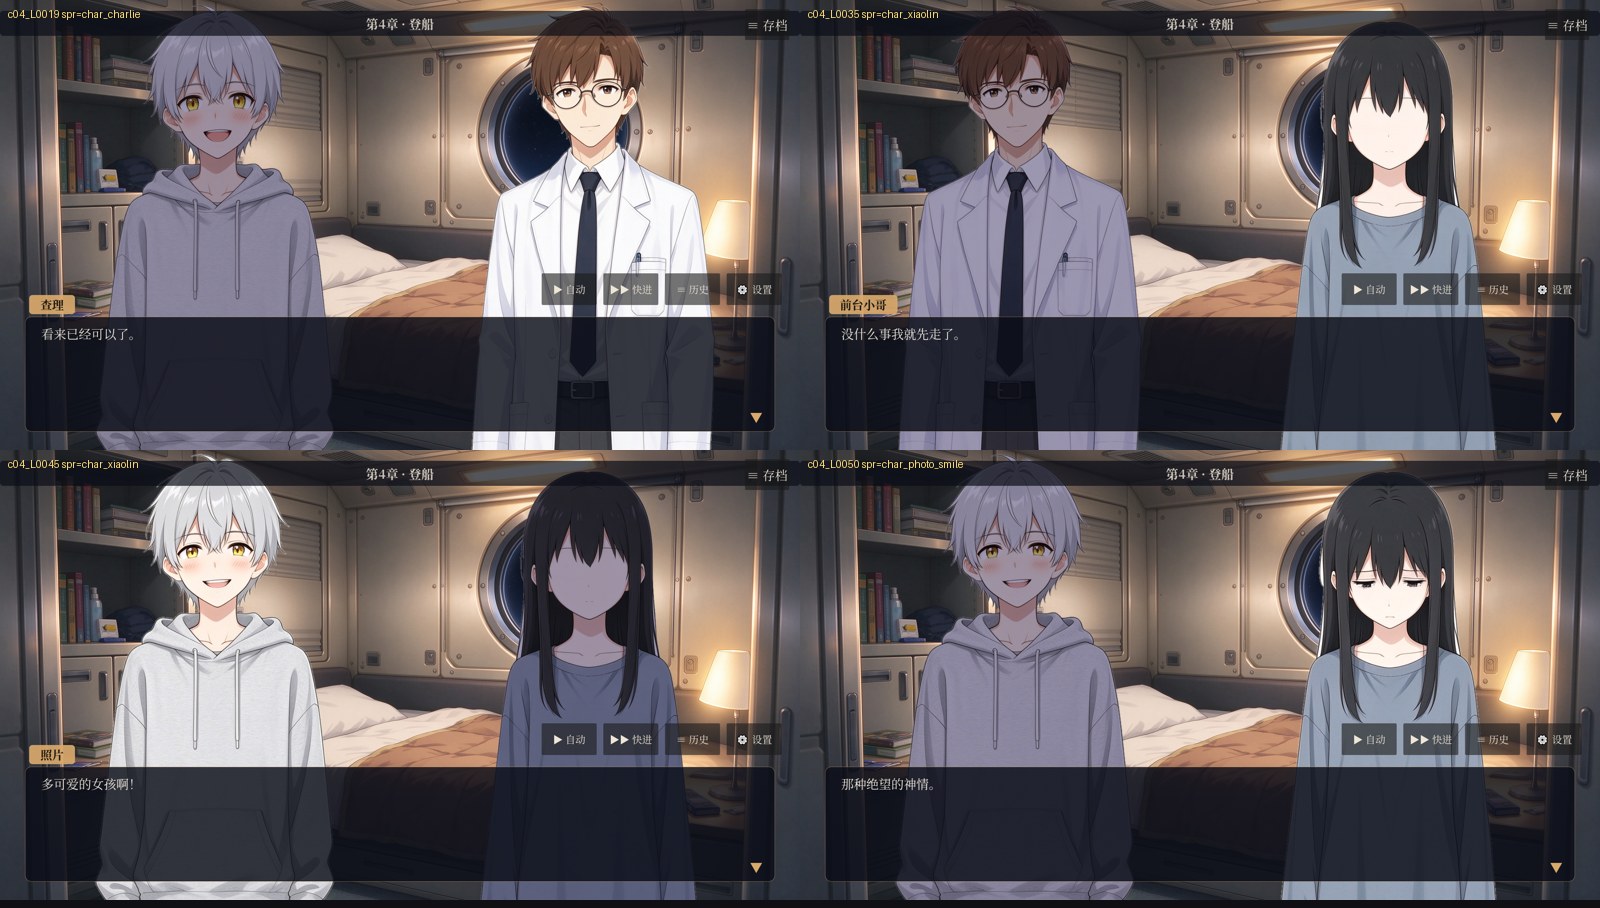 c04_L0019 spr=char_charlie
第4章 · 登船
≡ 存档
▶ 自动
▶▶ 快进
≡ 历史
设置
查理
看来已经可以了。
c04_L0035 spr=char_xiaolin
第4章 · 登船
≡ 存档
▶ 自动
▶▶ 快进
≡ 历史
设置
前台小哥
没什么事我就先走了。
c04_L0045 spr=char_xiaolin
第4章 · 登船
≡ 存档
▶ 自动
▶▶ 快进
≡ 历史
设置
照片
多可爱的女孩啊!
c04_L0050 spr=char_photo_smile
第4章 · 登船
≡ 存档
▶ 自动
▶▶ 快进
≡ 历史
设置
那种绝望的神情。